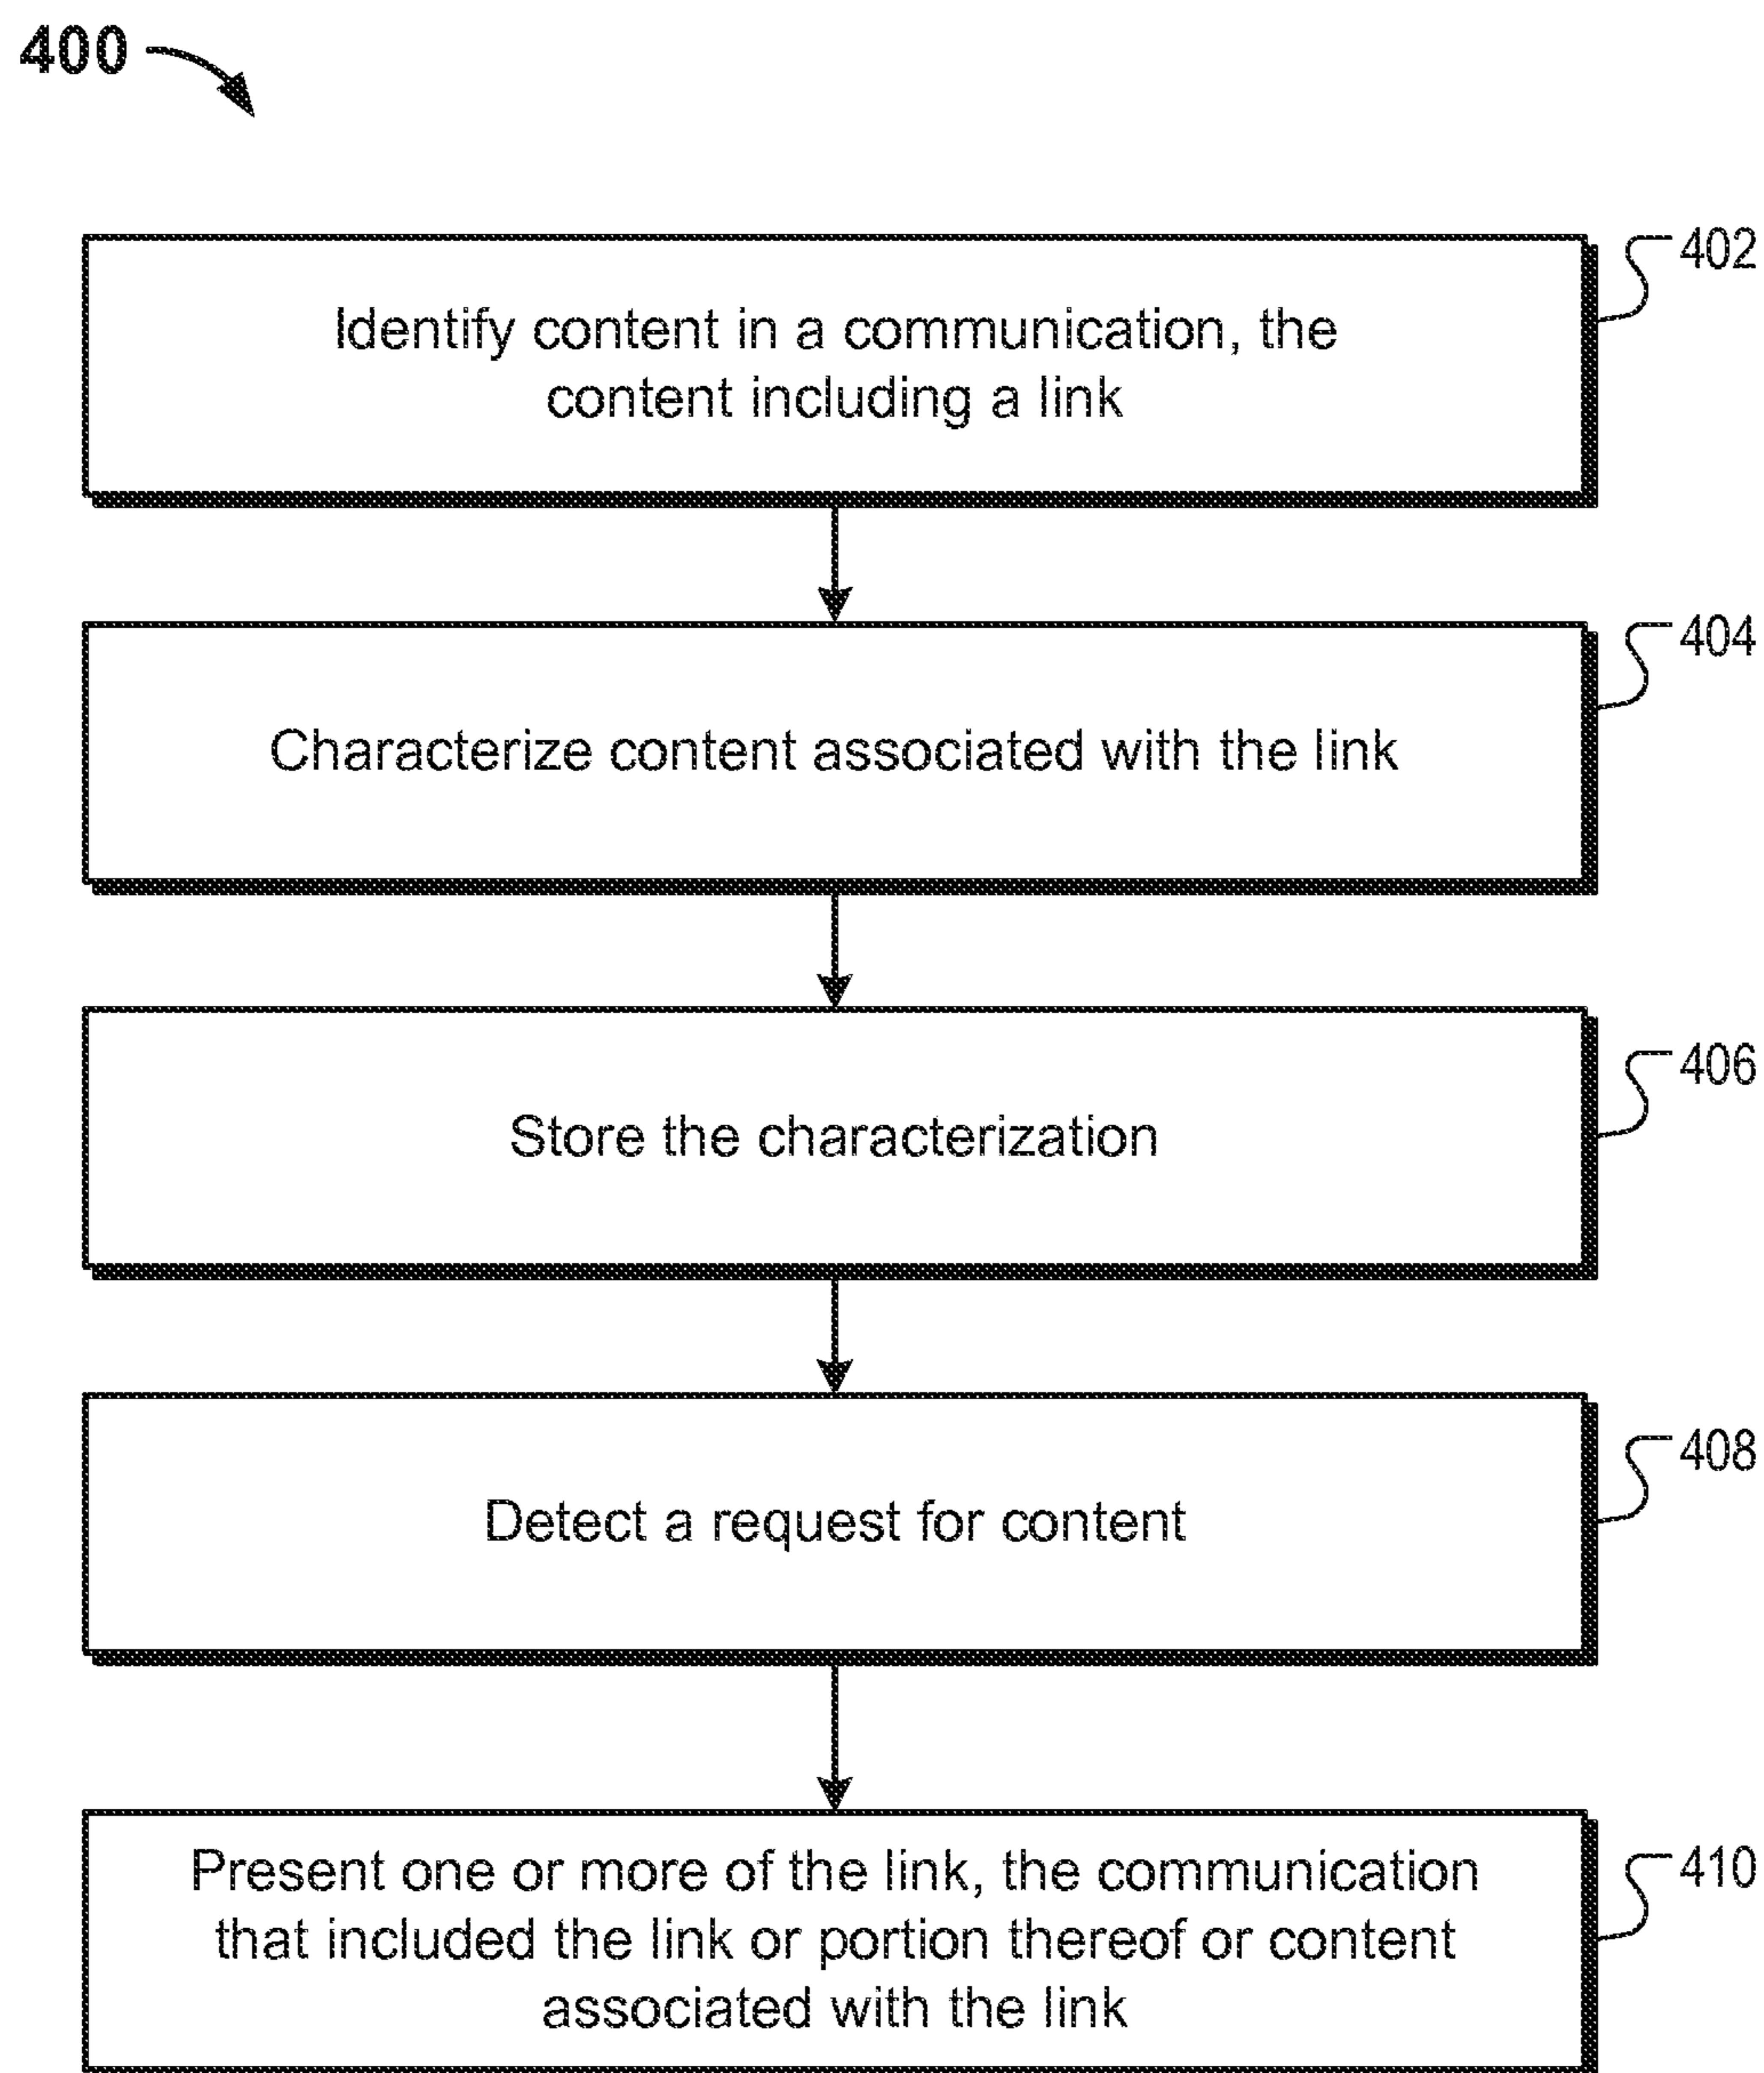 400
402
Identify content in a communication, the
content including a link
404
Characterize content associated with the link
406
Store the characterization
408
Detect a request for content
410
Present one or more of the link, the communication
that included the link or portion thereof or content
associated with the link